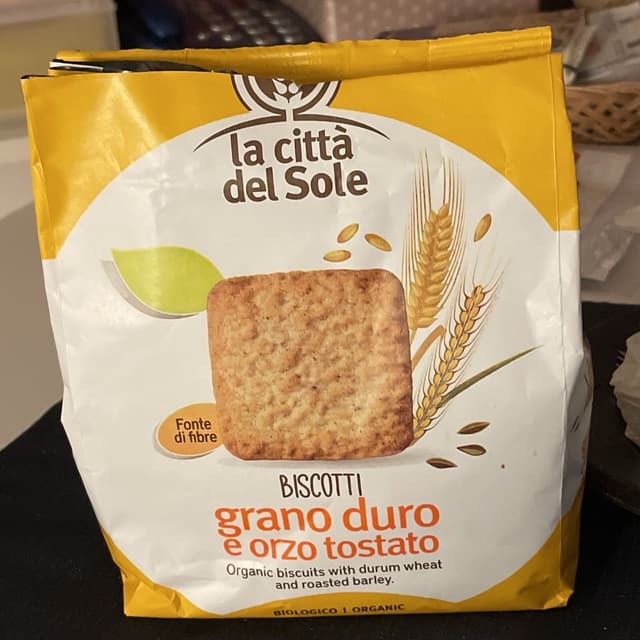 la città
del Sole
Fonte
di fibre
BISCOTTI
grano duro
e orzo tostato
Organic biscuits with durum wheat
and roasted barley.
BIOLOGICO | ORGANIC